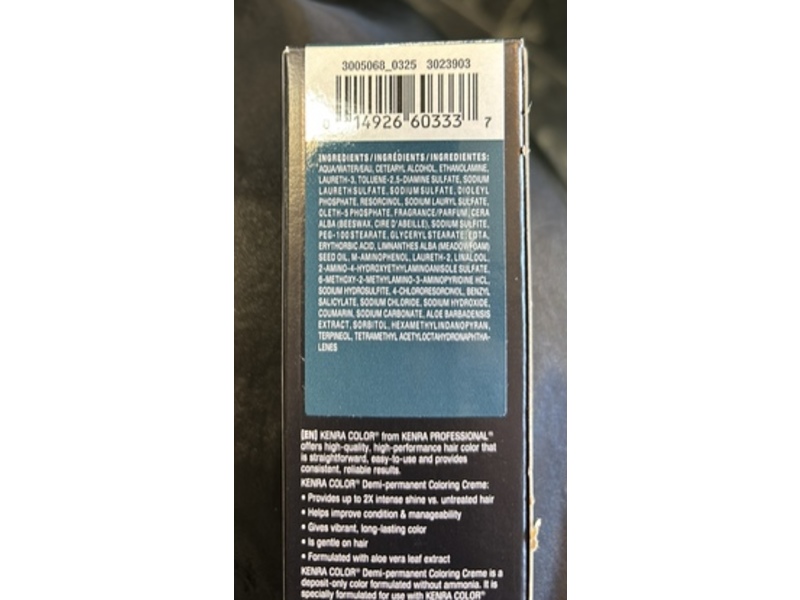 3005068_0325 3023903
0 14926 60333 7
INGREDIENTS/INGRÉDIENTS/INGREDIENTES:
AQUA/WATER/EAU, CETEARYL ALCOHOL, ETHANOLAMINE,
LAURETH-3, TOLUENE-2,5-DIAMINE SULFATE, SODIUM
LAURETH SULFATE, SODIUM SULFATE, DIOLEYL
PHOSPHATE, RESORCINOL, SODIUM LAURYL SULFATE,
OLETH-5 PHOSPHATE, FRAGRANCE/PARFUM, CERA
ALBA (BEESWAX, CIRE D'ABEILLE), SODIUM SULFITE,
PEG-100 STEARATE, GLYCERYL STEARATE, EDTA,
ERYTHORBIC ACID, LIMNANTHES ALBA (MEADOWFOAM)
SEED OIL, M-AMINOPHENOL, LAURETH-2, LINALOOL,
2-AMINO-4-HYDROXYETHYLAMINOANISOLE SULFATE,
6-METHOXY-2-METHYLAMINO-3-AMINOPYRIDINE HCL,
SODIUM HYDROSULFITE, 4-CHLORORESORCINOL, BENZYL
SALICYLATE, SODIUM CHLORIDE, SODIUM HYDROXIDE,
COUMARIN, SODIUM CARBONATE, ALOE BARBADENSIS
EXTRACT, SORBITOL, HEXAMETHYLINDANOPYRAN,
TERPINEOL, TETRAMETHYL ACETYLOCTAHYDRONAPHTHA-
LENES
[EN] KENRA COLOR® from KENRA PROFESSIONAL®
offers high-quality, high-performance hair color that
is straightforward, easy-to-use and provides
consistent, reliable results.
KENRA COLOR® Demi-permanent Coloring Creme:
• Provides up to 2X intense shine vs. untreated hair
• Helps improve condition & manageability
• Gives vibrant, long-lasting color
• Is gentle on hair
• Formulated with aloe vera leaf extract
KENRA COLOR® Demi-permanent Coloring Creme is a
deposit-only color formulated without ammonia. It is
specially formulated for use with KENRA COLOR®